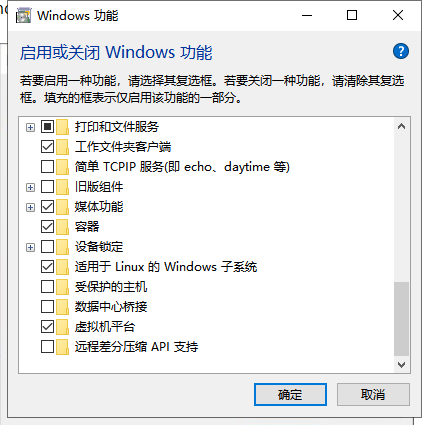 Windows 功能
启用或关闭 Windows 功能
若要启用一种功能，请选择其复选框。若要关闭一种功能，请清除其复选
框。填充的框表示仅启用该功能的一部分。
打印和文件服务
工作文件夹客户端
简单 TCPIP 服务(即 echo、daytime 等)
旧版组件
媒体功能
容器
设备锁定
适用于 Linux 的 Windows 子系统
受保护的主机
数据中心桥接
虚拟机平台
远程差分压缩 API 支持
确定
取消